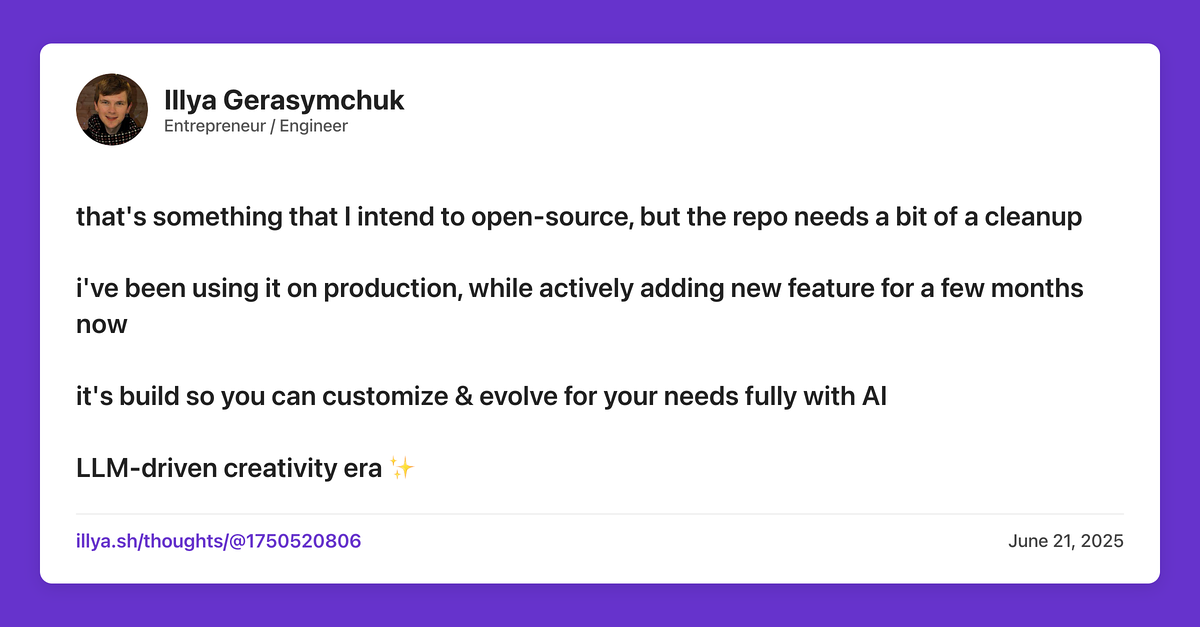 Illya Gerasymchuk
Entrepreneur / Engineer
that's something that I intend to open-source, but the repo needs a bit of a cleanup
i've been using it on production, while actively adding new feature for a few months
now
it's build so you can customize & evolve for your needs fully with AI
LLM-driven creativity era ✨
illya.sh/thoughts/@1750520806
June 21, 2025